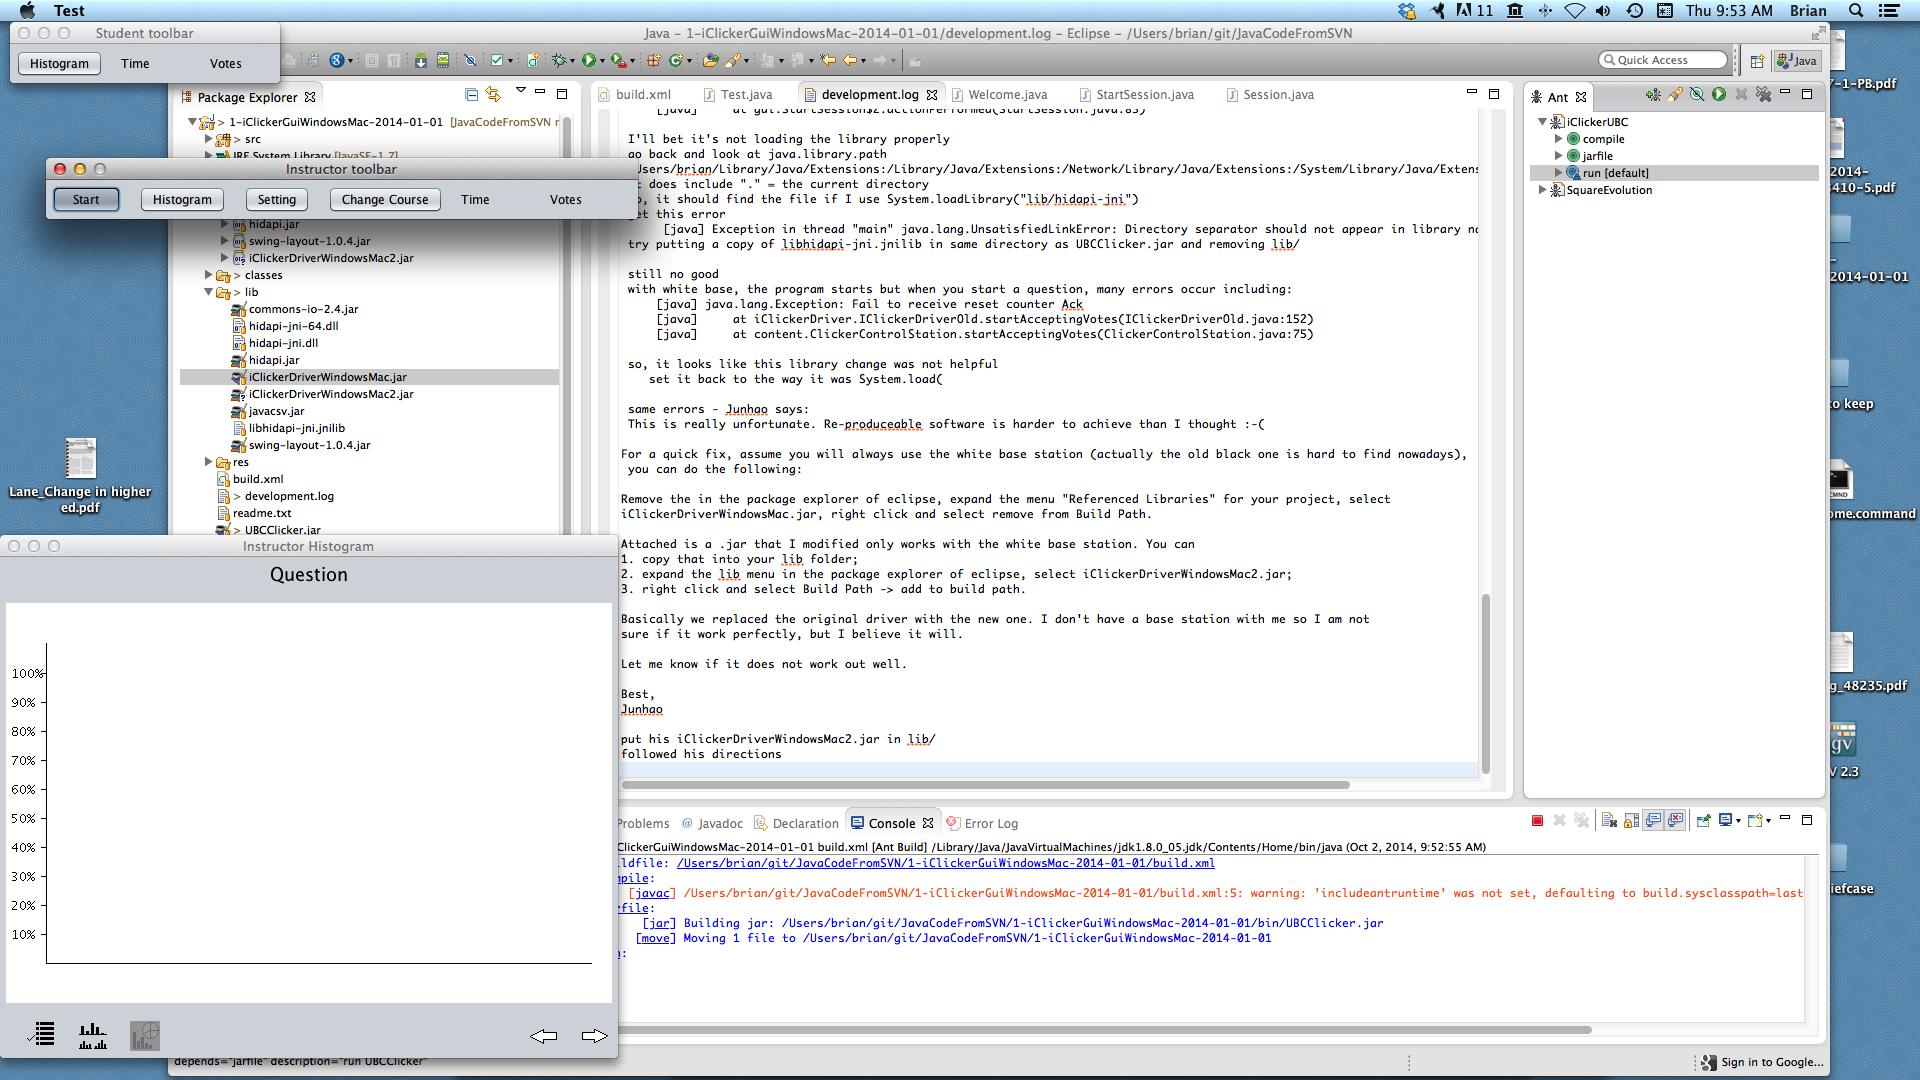 Test
11
Thu 9:53 AM
Brian
Student toolbar
Histogram
Time
Votes
Java – 1-iClickerGuiWindowsMac-2014-01-01/development.log – Eclipse – /Users/brian/git/JavaCodeFromSVN
Quick Access
Java
Package Explorer
1-iClickerGuiWindowsMac-2014-01-01 [JavaCodeFromSVN
> src
JRE System Library [JavaSE-1.7]
Instructor toolbar
Start
Histogram
Setting
Change Course
Time
Votes
hidapi.jar
swing-layout-1.0.4.jar
iClickerDriverWindowsMac2.jar
> classes
> lib
commons-io-2.4.jar
hidapi-jni-64.dll
hidapi-jni.dll
hidapi.jar
iClickerDriverWindowsMac.jar
iClickerDriverWindowsMac2.jar
javacsv.jar
libhidapi-jni.jnilib
swing-layout-1.0.4.jar
res
build.xml
> development.log
readme.txt
> UBCClicker.jar
build.xml
Test.java
development.log
Welcome.java
StartSession.java
Session.java
[java] at gui.StartSession$2.actionPerformed(StartSession.java:83)
I'll bet it's not loading the library properly
go back and look at java.library.path
Users/brian/Library/Java/Extensions:/Network/Library/Java/Extensions:/System/Library/Java/Extens
does include "." = the current directory
, it should find the file if I use System.loadLibrary("lib/hidapi-jni")
et this error
[java] Exception in thread "main" java.lang.UnsatisfiedLinkError: Directory separator should not appear in library na
try putting a copy of libhidapi-jni.jnilib in same directory as UBCClicker.jar and removing lib/
still no good
with white base, the program starts but when you start a question, many errors occur including:
[java] java.lang.Exception: Fail to receive reset counter Ack
[java] at iClickerDriver.IClickerDriverOld.startAcceptingVotes(IClickerDriverOld.java:152)
[java] at content.ClickerControlStation.startAcceptingVotes(ClickerControlStation.java:75)
so, it looks like this library change was not helpful
set it back to the way it was System.load(
same errors - Junhao says:
This is really unfortunate. Re-produceable software is harder to achieve than I thought :-(
For a quick fix, assume you will always use the white base station (actually the old black one is hard to find nowadays),
you can do the following:
Remove the in the package explorer of eclipse, expand the menu "Referenced Libraries" for your project, select
iClickerDriverWindowsMac.jar, right click and select remove from Build Path.
Attached is a .jar that I modified only works with the white base station. You can
1. copy that into your lib folder;
2. expand the lib menu in the package explorer of eclipse, select iClickerDriverWindowsMac2.jar;
3. right click and select Build Path -> add to build path.
Basically we replaced the original driver with the new one. I don't have a base station with me so I am not
sure if it work perfectly, but I believe it will.
Let me know if it does not work out well.
Best,
Junhao
put his iClickerDriverWindowsMac2.jar in lib/
followed his directions
Ant
iClickerUBC
compile
jarfile
run [default]
SquareEvolution
7-1-PB.pdf
2014-
8410-5.pdf
2014-01-01
to keep
CMND
ome.command
g_48235.pdf
gv
V 2.3
iefcase
Lane_Change in higher
ed.pdf
Instructor Histogram
Question
100%
90%
80%
70%
60%
50%
40%
30%
20%
10%
Problems
@ Javadoc
Declaration
Console
Error Log
ClickerGuiWindowsMac-2014-01-01 build.xml [Ant Build] /Library/Java/JavaVirtualMachines/jdk1.8.0_05.jdk/Contents/Home/bin/java (Oct 2, 2014, 9:52:55 AM)
ldfile: /Users/brian/git/JavaCodeFromSVN/1-iClickerGuiWindowsMac-2014-01-01/build.xml
mpile:
[javac] /Users/brian/git/JavaCodeFromSVN/1-iClickerGuiWindowsMac-2014-01-01/build.xml:5: warning: 'includeantruntime' was not set, defaulting to build.sysclasspath=last
rfile:
[jar] Building jar: /Users/brian/git/JavaCodeFromSVN/1-iClickerGuiWindowsMac-2014-01-01/bin/UBCClicker.jar
[move] Moving 1 file to /Users/brian/git/JavaCodeFromSVN/1-iClickerGuiWindowsMac-2014-01-01
n:
depends="jarfile" description="run UBCClicker"
Sign in to Google...